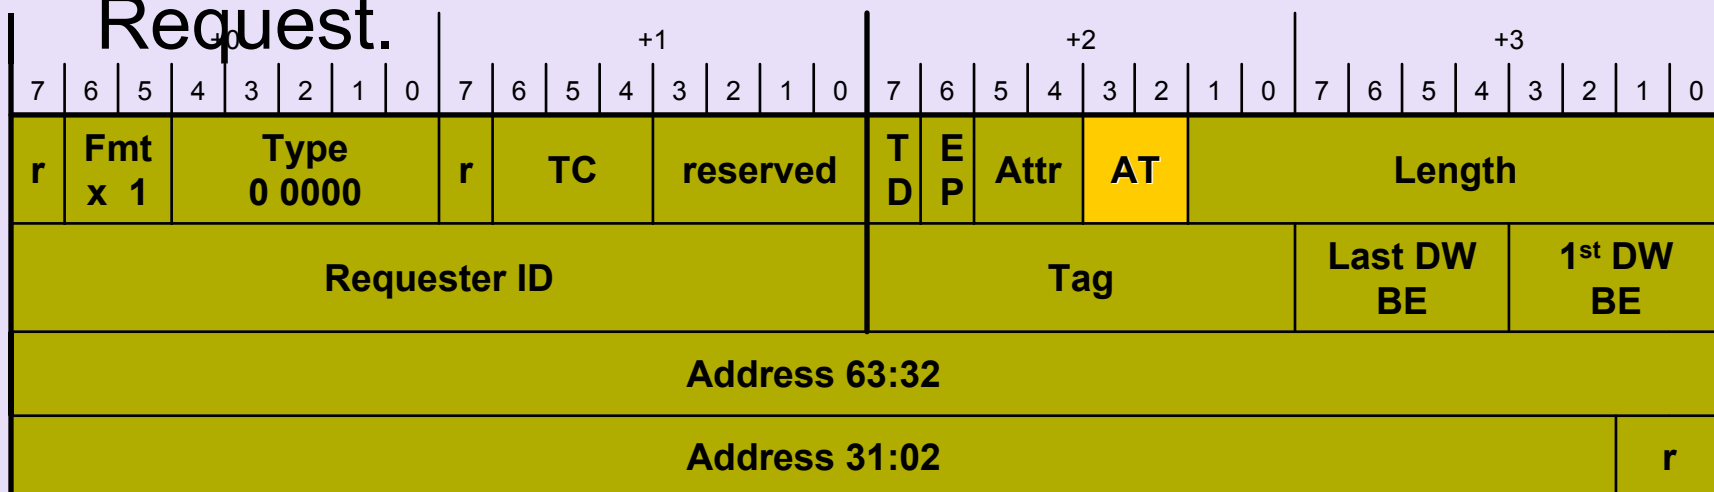 Request.
+0 +1 +2 +3
7 6 5 4 3 2 1 0 7 6 5 4 3 2 1 0 7 6 5 4 3 2 1 0 7 6 5 4 3 2 1 0
r Fmt x 1 Type 0 0000 r TC reserved TD EP Attr AT Length
Requester ID Tag Last DW BE 1st DW BE
Address 63:32
Address 31:02 r